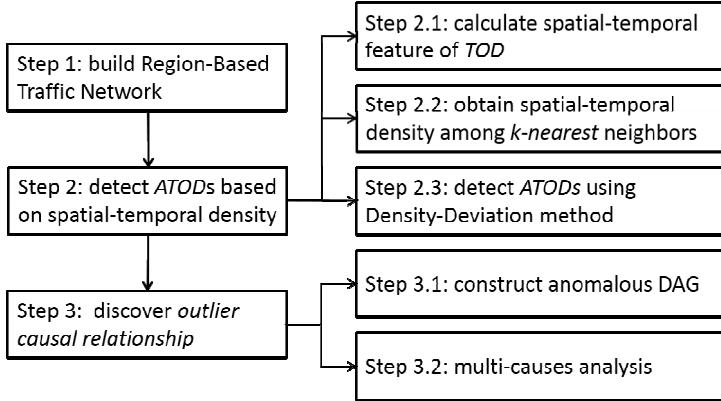 Step 1: build Region-Based
Traffic Network
Step 2: detect ATODs based
on spatial-temporal density
Step 3: discover outlier
causal relationship
Step 2.1: calculate spatial-temporal
feature of TOD
Step 2.2: obtain spatial-temporal
density among k-nearest neighbors
Step 2.3: detect ATODs using
Density-Deviation method
Step 3.1: construct anomalous DAG
Step 3.2: multi-causes analysis